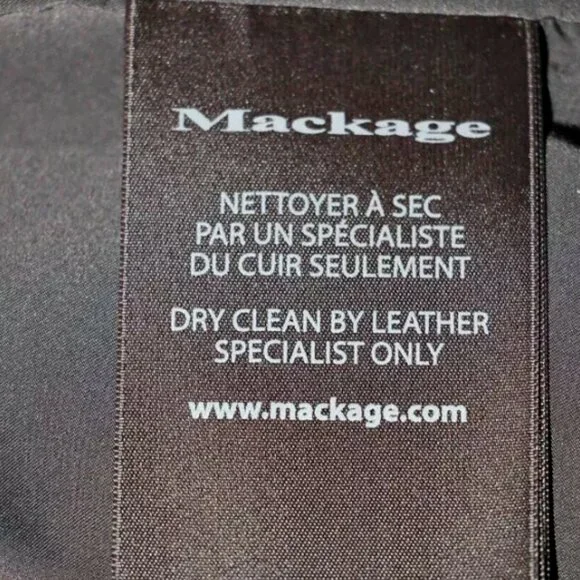 Mackage
NETTOYER À SEC
PAR UN SPÉCIALISTE
DU CUIR SEULEMENT
DRY CLEAN BY LEATHER
SPECIALIST ONLY
www.mackage.com